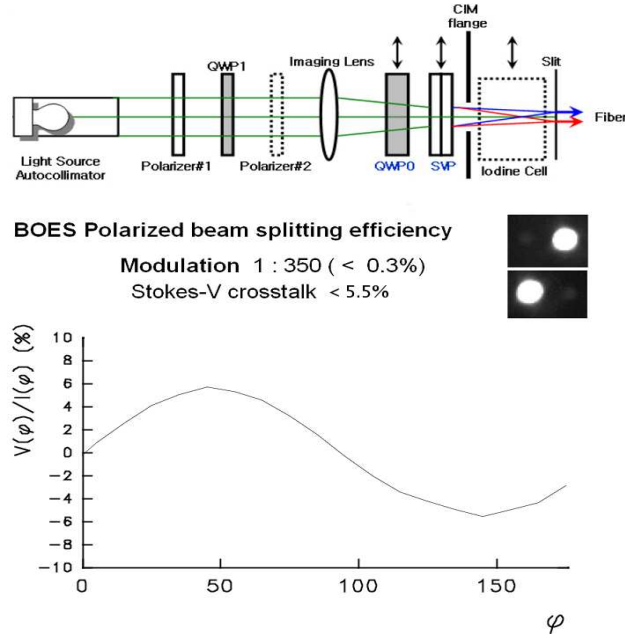 CIM
flange
QWP1
Imaging Lens
Slit
Fiber
Light Source
Autocollimator
Polarizer#1
Polarizer#2
QWP0
SVP
Iodine Cell
BOES Polarized beam splitting efficiency
Modulation 1 : 350 ( < 0.3%)
Stokes-V crosstalk < 5.5%
V(φ)/I(φ) (%)
10
8
6
4
2
0
−2
−4
−6
−8
−10
0
50
100
150
φ